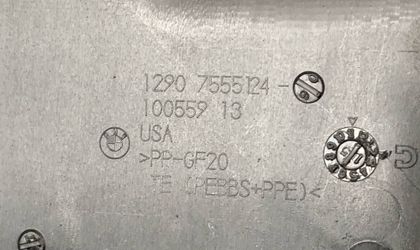 1290 7555124-
100559 13
USA
>PP-GF20
TE (PEBBS+PPE)<